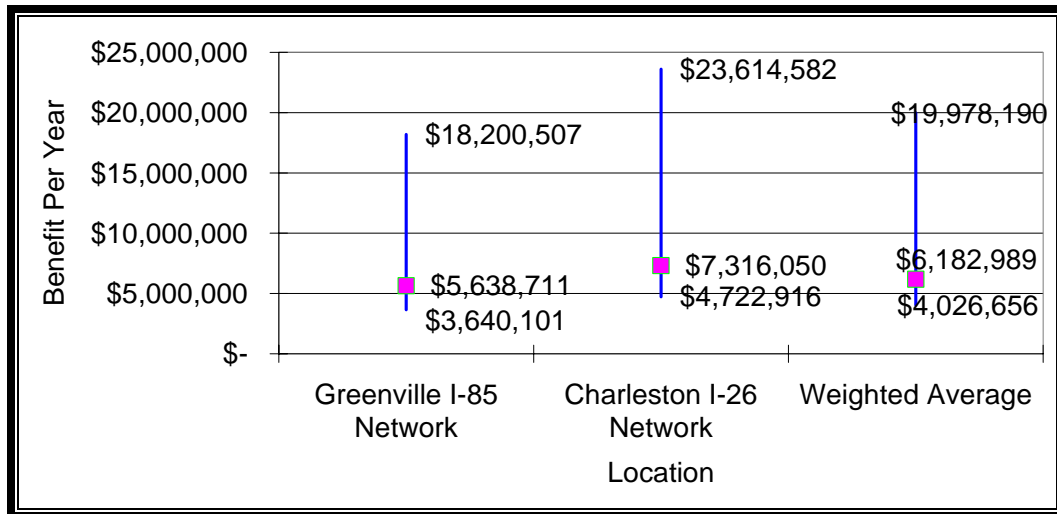 $25,000,000
$20,000,000
$15,000,000
$10,000,000
$5,000,000
$-
Benefit Per Year
$18,200,507
$5,638,711
$3,640,101
$23,614,582
$7,316,050
$4,722,916
$19,978,190
$6,182,989
$4,026,656
Greenville I-85
Network
Charleston I-26
Network
Weighted Average
Location